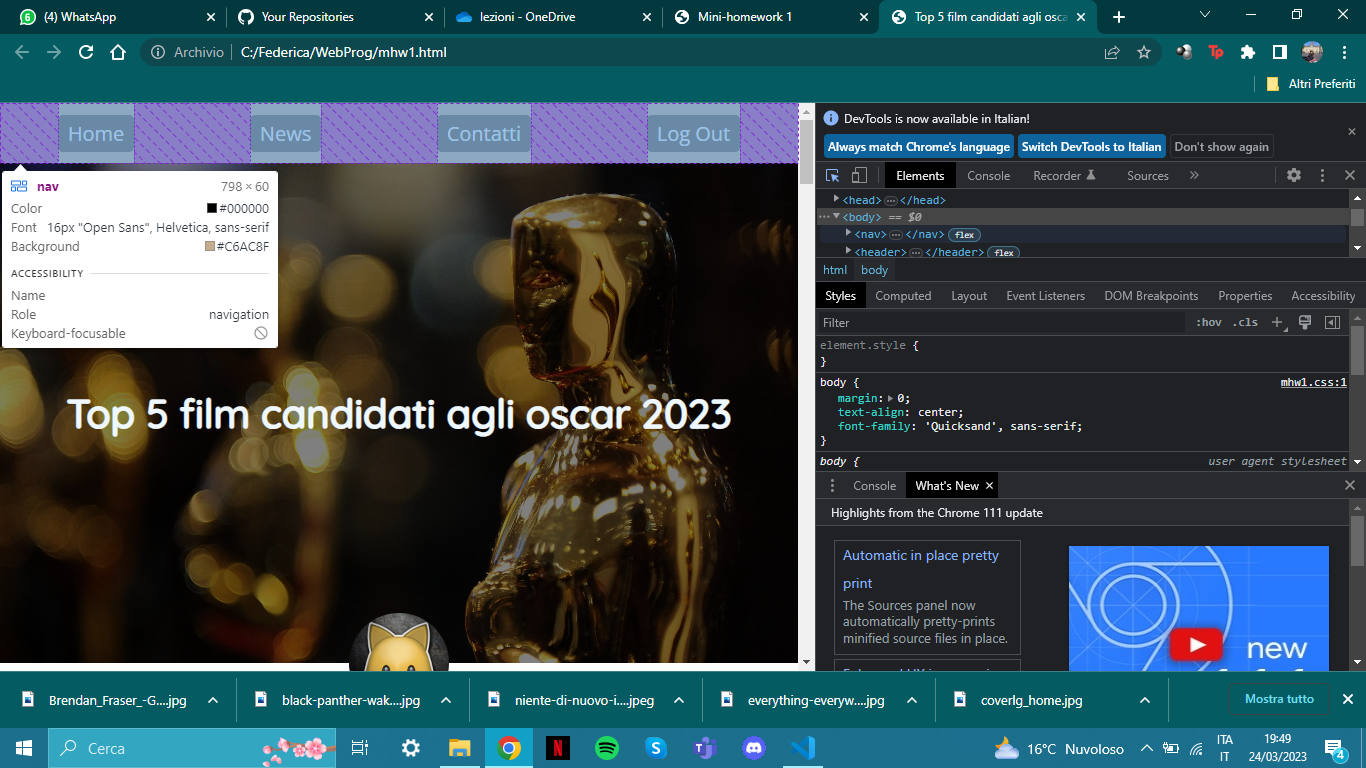 (4) WhatsApp
Your Repositories
lezioni - OneDrive
Mini-homework 1
Top 5 film candidati agli osca
Archivio
C:/Federica/WebProg/mhw1.html
Tp
Altri Preferiti
Home
News
Contatti
Log Out
nav
798 × 60
Color
#000000
Font
16px "Open Sans", Helvetica, sans-serif
Background
#C6AC8F
ACCESSIBILITY
Name
Role
navigation
Keyboard-focusable
Top 5 film candidati agli oscar 2023
DevTools is now available in Italian!
Always match Chrome's language
Switch DevTools to Italian
Don't show again
Elements
Console
Recorder
Sources
<head> … </head>
<body> == $0
<nav> … </nav> flex
<header> … </header> flex
html
body
Styles
Computed
Layout
Event Listeners
DOM Breakpoints
Properties
Accessibility
Filter
:hov
.cls
element.style {
}
body {
mhw1.css:1
margin: 0;
text-align: center;
font-family: 'Quicksand', sans-serif;
}
body {
user agent stylesheet
Console
What's New
Highlights from the Chrome 111 update
Automatic in place pretty
print
The Sources panel now
automatically pretty-prints
minified source files in place.
new
Brendan_Fraser_-G....jpg
black-panther-wak....jpg
niente-di-nuovo-i....jpeg
everything-everyw....jpg
coverlg_home.jpg
Mostra tutto
Cerca
16°C Nuvoloso
ITA
IT
19:49
24/03/2023
4